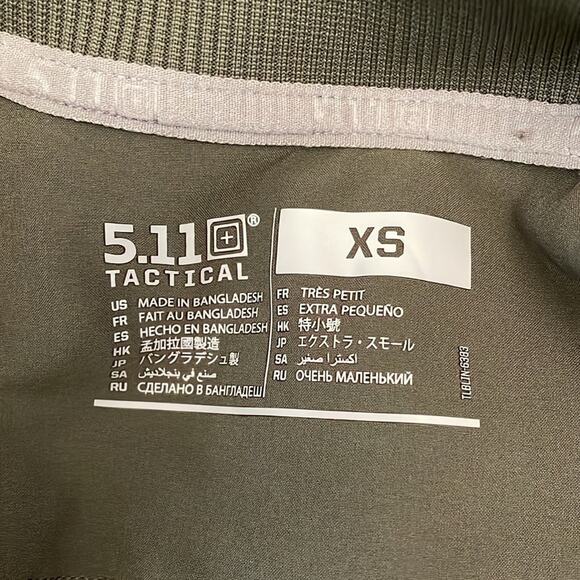 5.11®
TACTICAL
US MADE IN BANGLADESH
FR FAIT AU BANGLADESH
ES HECHO EN BANGLADESH
HK 孟加拉國製造
JP バングラデシュ製
SA صنع في بنجلاديش
RU СДЕЛАНО В БАНГЛАДЕШ
XS
FR TRÈS PETIT
ES EXTRA PEQUEÑO
HK 特小號
JP エクストラ・スモール
SA اكسترا صغير
RU ОЧЕНЬ МАЛЕНЬКИЙ
TLBLIN-6383